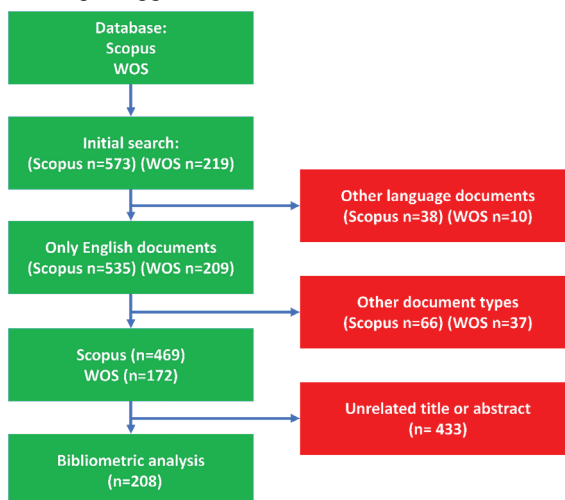 Database:
Scopus
WOS
Initial search:
(Scopus n=573) (WOS n=219)
Other language documents
(Scopus n=38) (WOS n=10)
Only English documents
(Scopus n=535) (WOS n=209)
Other document types
(Scopus n=66) (WOS n=37)
Scopus (n=469)
WOS (n=172)
Unrelated title or abstract
(n= 433)
Bibliometric analysis
(n=208)